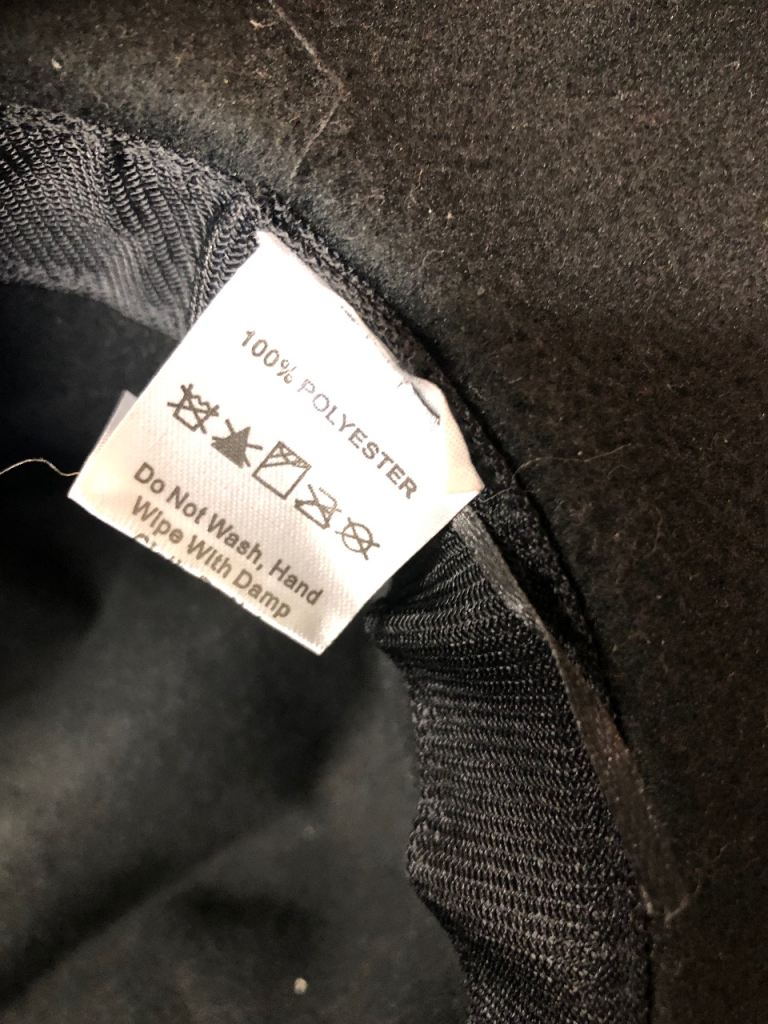 100% POLYESTER
Do Not Wash, Hand
Wipe With Damp